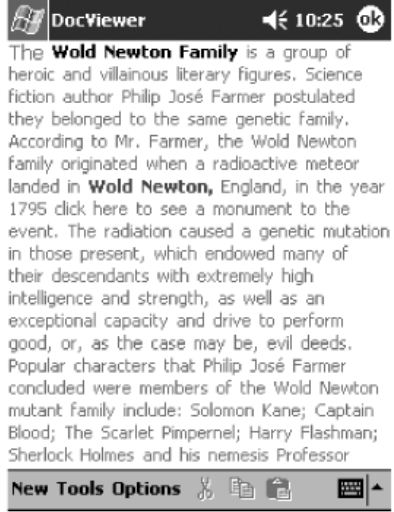 DocViewer 10:25 ok
The Wold Newton Family is a group of
heroic and villainous literary figures. Science
fiction author Philip José Farmer postulated
they belonged to the same genetic family.
According to Mr. Farmer, the Wold Newton
family originated when a radioactive meteor
landed in Wold Newton, England, in the year
1795 click here to see a monument to the
event. The radiation caused a genetic mutation
in those present, which endowed many of
their descendants with extremely high
intelligence and strength, as well as an
exceptional capacity and drive to perform
good, or, as the case may be, evil deeds.
Popular characters that Philip José Farmer
concluded were members of the Wold Newton
mutant family include: Solomon Kane; Captain
Blood; The Scarlet Pimpernel; Harry Flashman;
Sherlock Holmes and his nemesis Professor
New Tools Options